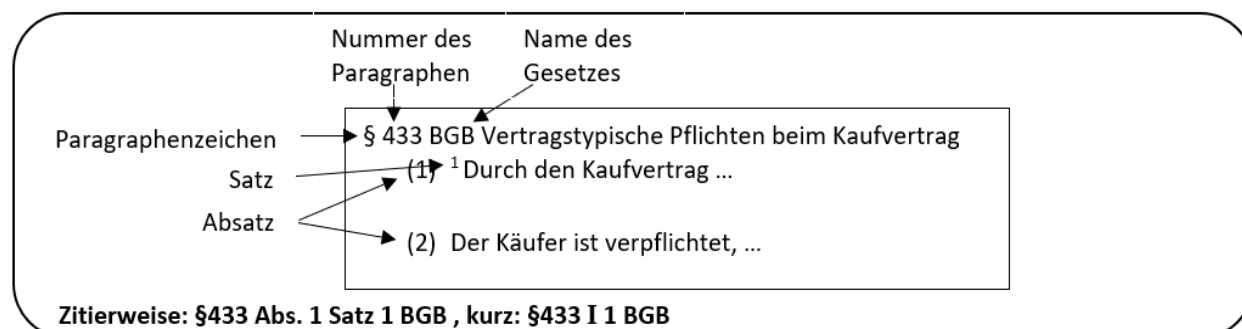 Nummer des Name des
Paragraphen Gesetzes
Paragraphenzeichen § 433 BGB Vertragstypische Pflichten beim Kaufvertrag
Satz (1) ¹ Durch den Kaufvertrag ...
Absatz
(2) Der Käufer ist verpflichtet, ...
Zitierweise: §433 Abs. 1 Satz 1 BGB , kurz: §433 I 1 BGB